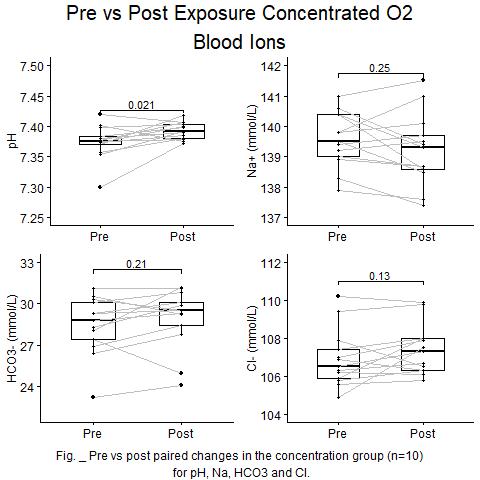 Pre vs Post Exposure Concentrated O2
Blood Ions
7.50
7.45
7.40
7.35
7.30
7.25
pH
0.021
Pre
Post
142
141
140
139
138
137
Na+ (mmol/L)
0.25
Pre
Post
33
30
27
24
HCO3- (mmol/L)
0.21
Pre
Post
112
110
108
106
104
Cl- (mmol/L)
0.13
Pre
Post
Fig. _ Pre vs post paired changes in the concentration group (n=10)
for pH, Na, HCO3 and Cl.